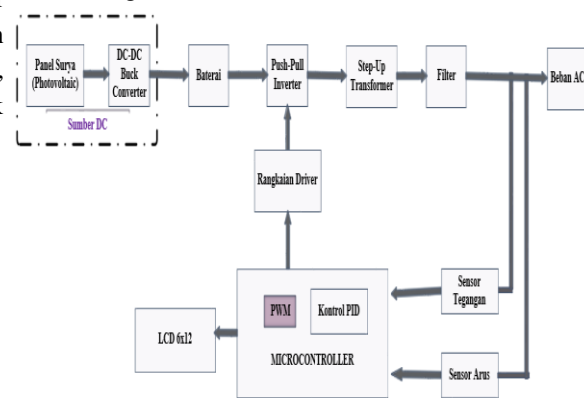 Panel Surya
(Photovoltaic)
DC-DC
Buck
Converter
Sumber DC
Baterai
Push-Pull
Inverter
Step-Up
Transformer
Filter
Beban AC
Rangkaian Driver
PWM
Kontrol PID
MICROCONTROLLER
LCD 6x12
Sensor
Tegangan
Sensor Arus